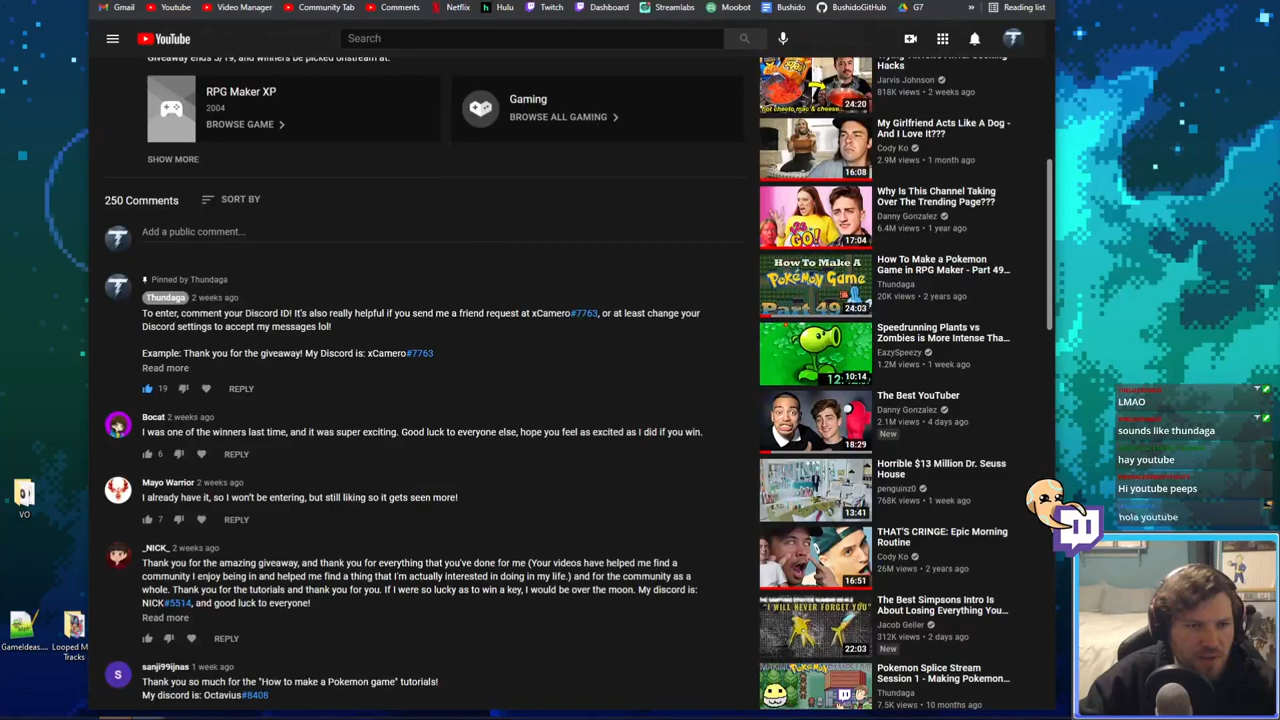 Gmail
Youtube
Video Manager
Community Tab
Comments
Netflix
Hulu
Twitch
Dashboard
Streamlabs
Moobot
Bushido
BushidoGitHub
G7
»
Reading list
YouTube
Search
Giveaway ends 3/19, and winners will be picked onstream at:
RPG Maker XP
2004
BROWSE GAME
Gaming
BROWSE ALL GAMING
SHOW MORE
250 Comments
SORT BY
Add a public comment...
Pinned by Thundaga
Thundaga 2 weeks ago
To enter, comment your Discord ID! It's also really helpful if you send me a friend request at xCamero#7763, or at least change your
Discord settings to accept my messages lol!
Example: Thank you for the giveaway! My Discord is: xCamero#7763
Read more
19
REPLY
Bocat 2 weeks ago
I was one of the winners last time, and it was super exciting. Good luck to everyone else, hope you feel as excited as I did if you win.
6
REPLY
Mayo Warrior 2 weeks ago
I already have it, so I won't be entering, but still liking so it gets seen more!
7
REPLY
_NICK_ 2 weeks ago
Thank you for the amazing giveaway, and thank you for everything that you've done for me (Your videos have helped me find a
community I enjoy being in and helped me find a thing that I'm actually interested in doing in my life.) and for the community as a
whole. Thank you for the tutorials and thank you for you. If I were so lucky as to win a key, I would be over the moon. My discord is:
NICK#5514, and good luck to everyone!
Read more
REPLY
S
sanji99ijnas 1 week ago
Thank you so much for the "How to make a Pokemon game" tutorials!
My discord is: Octavius#8408
Hacks
Jarvis Johnson
818K views • 2 weeks ago
not cheeto mac & cheese
24:20
My Girlfriend Acts Like A Dog -
And I Love It???
Cody Ko
2.9M views • 1 month ago
16:08
Why Is This Channel Taking
Over The Trending Page???
Danny Gonzalez
6.4M views • 1 year ago
GO!
17:04
How To Make a Pokemon
Game in RPG Maker - Part 49...
Thundaga
20K views • 2 years ago
How To Make A
Pokémon Game
Part 49
24:03
Speedrunning Plants vs
Zombies is More Intense Tha...
EazySpeezy
1.2M views • 1 week ago
10:14
The Best YouTuber
Danny Gonzalez
2.1M views • 4 days ago
New
18:29
Horrible $13 Million Dr. Seuss
House
penguinz0
768K views • 1 week ago
13:41
THAT'S CRINGE: Epic Morning
Routine
Cody Ko
26M views • 2 years ago
16:51
The Best Simpsons Intro Is
About Losing Everything You...
Jacob Geller
312K views • 2 days ago
New
"I WILL NEVER FORGET YOU"
22:03
Pokemon Splice Stream
Session 1 - Making Pokemon...
Thundaga
7.5K views • 10 months ago
LMAO
sounds like thundaga
hay youtube
Hi youtube peeps
hola youtube
VO
GameIdeas....
Looped M...
Tracks